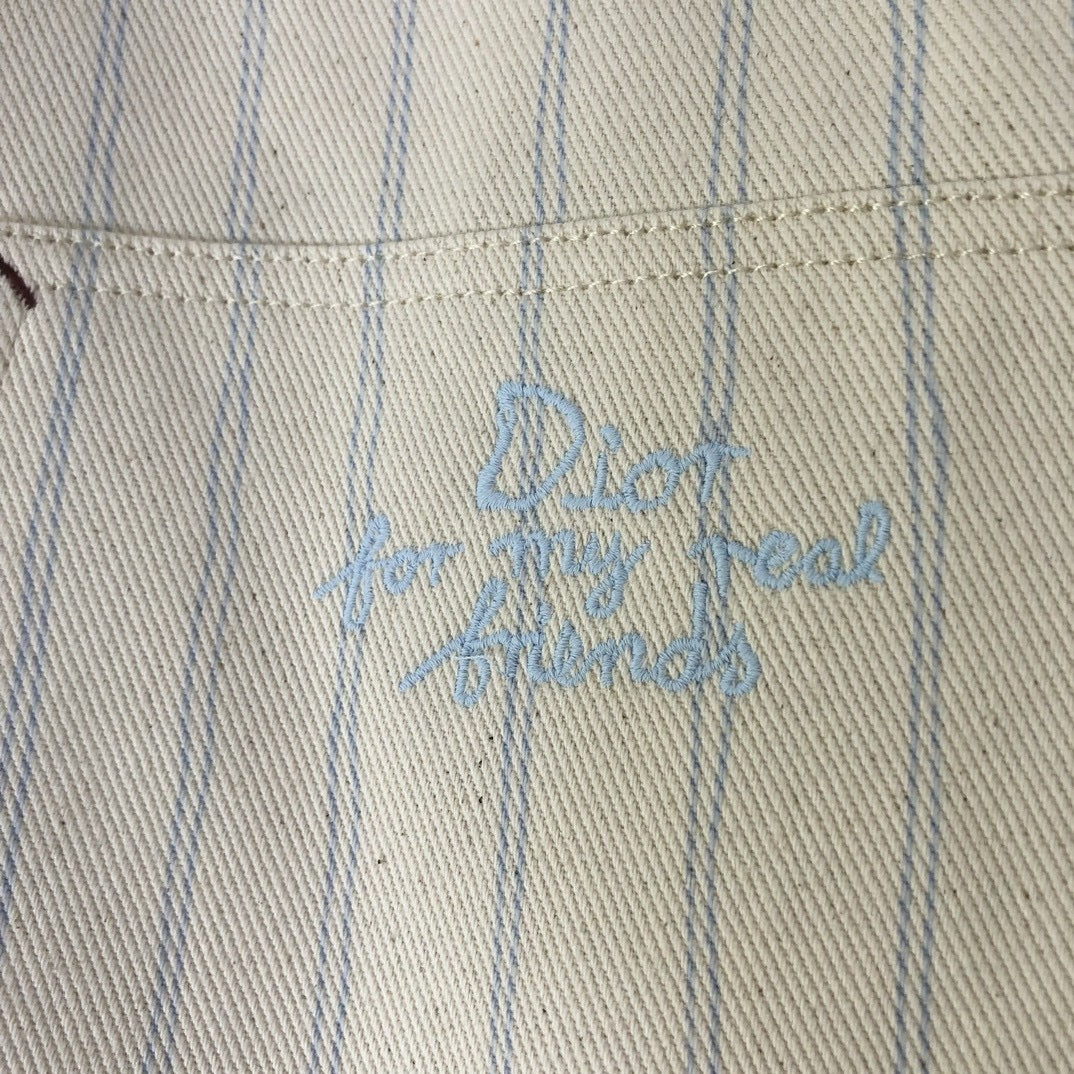 Dior
for my real
friends